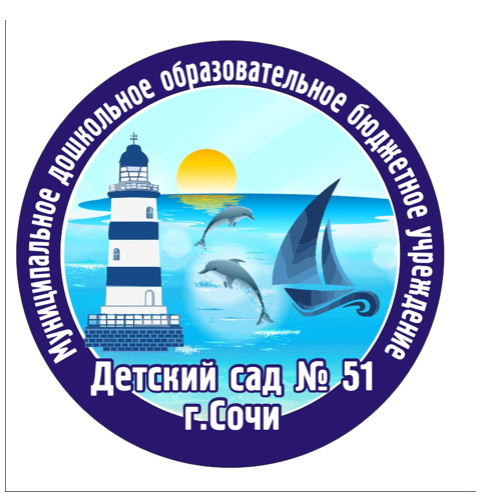 Муниципальное дошкольное образовательное бюджетное учреждение
Детский сад № 51
г.Сочи